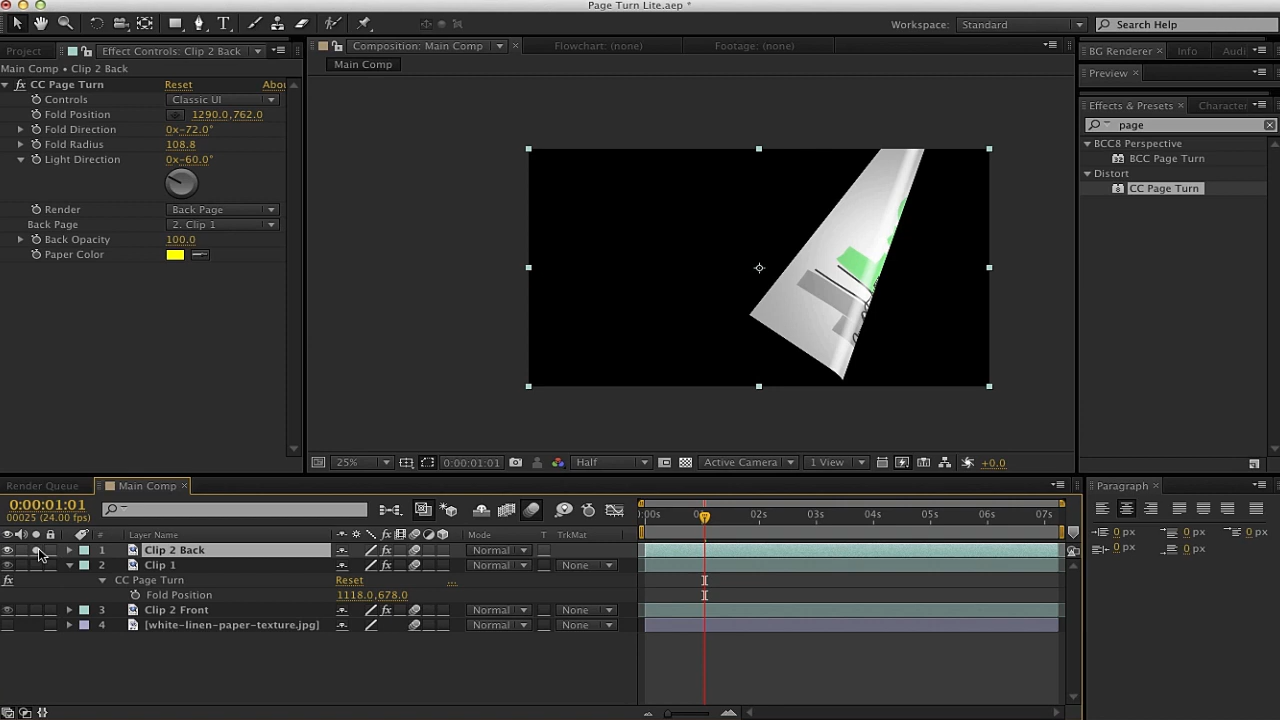 Page Turn Lite.aep *
Workspace: Standard Search Help
Project Effect Controls: Clip 2 Back Composition: Main Comp Flowchart: (none) Footage: (none) BG Renderer Info Audi
Main Comp • Clip 2 Back Main Comp Preview
CC Page Turn Reset Abou
Controls Classic UI
Effects & Presets Character
Fold Position 1290.0,762.0
page
Fold Direction 0x-72.0°
Fold Radius 108.8
BCC8 Perspective
Light Direction 0x-60.0°
BCC Page Turn
Distort
CC Page Turn
Render Back Page
Back Page 2. Clip 1
Back Opacity 100.0
Paper Color
25% 0:00:01:01 Half Active Camera 1 View +0.0
Render Queue Main Comp Paragraph
0:00:01:01
00025 (24.00 fps)
:00s 02s 03s 04s 05s 06s 07s
# Layer Name Mode T TrkMat
0 px 0 px 0 px
1 Clip 2 Back Normal
0 px 0 px
2 Clip 1 Normal None
CC Page Turn Reset ...
Fold Position 1118.0,678.0
3 Clip 2 Front Normal None
4 [white-linen-paper-texture.jpg] Normal None